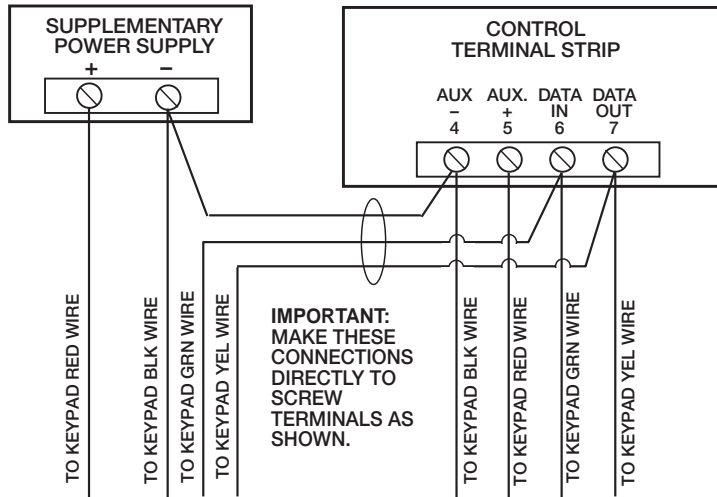 SUPPLEMENTARY
POWER SUPPLY
+ –
CONTROL
TERMINAL STRIP
AUX AUX. DATA DATA
– + IN OUT
4 5 6 7
TO KEYPAD RED WIRE
TO KEYPAD BLK WIRE
TO KEYPAD GRN WIRE
TO KEYPAD YEL WIRE
IMPORTANT:
MAKE THESE
CONNECTIONS
DIRECTLY TO
SCREW
TERMINALS AS
SHOWN.
TO KEYPAD BLK WIRE
TO KEYPAD RED WIRE
TO KEYPAD GRN WIRE
TO KEYPAD YEL WIRE